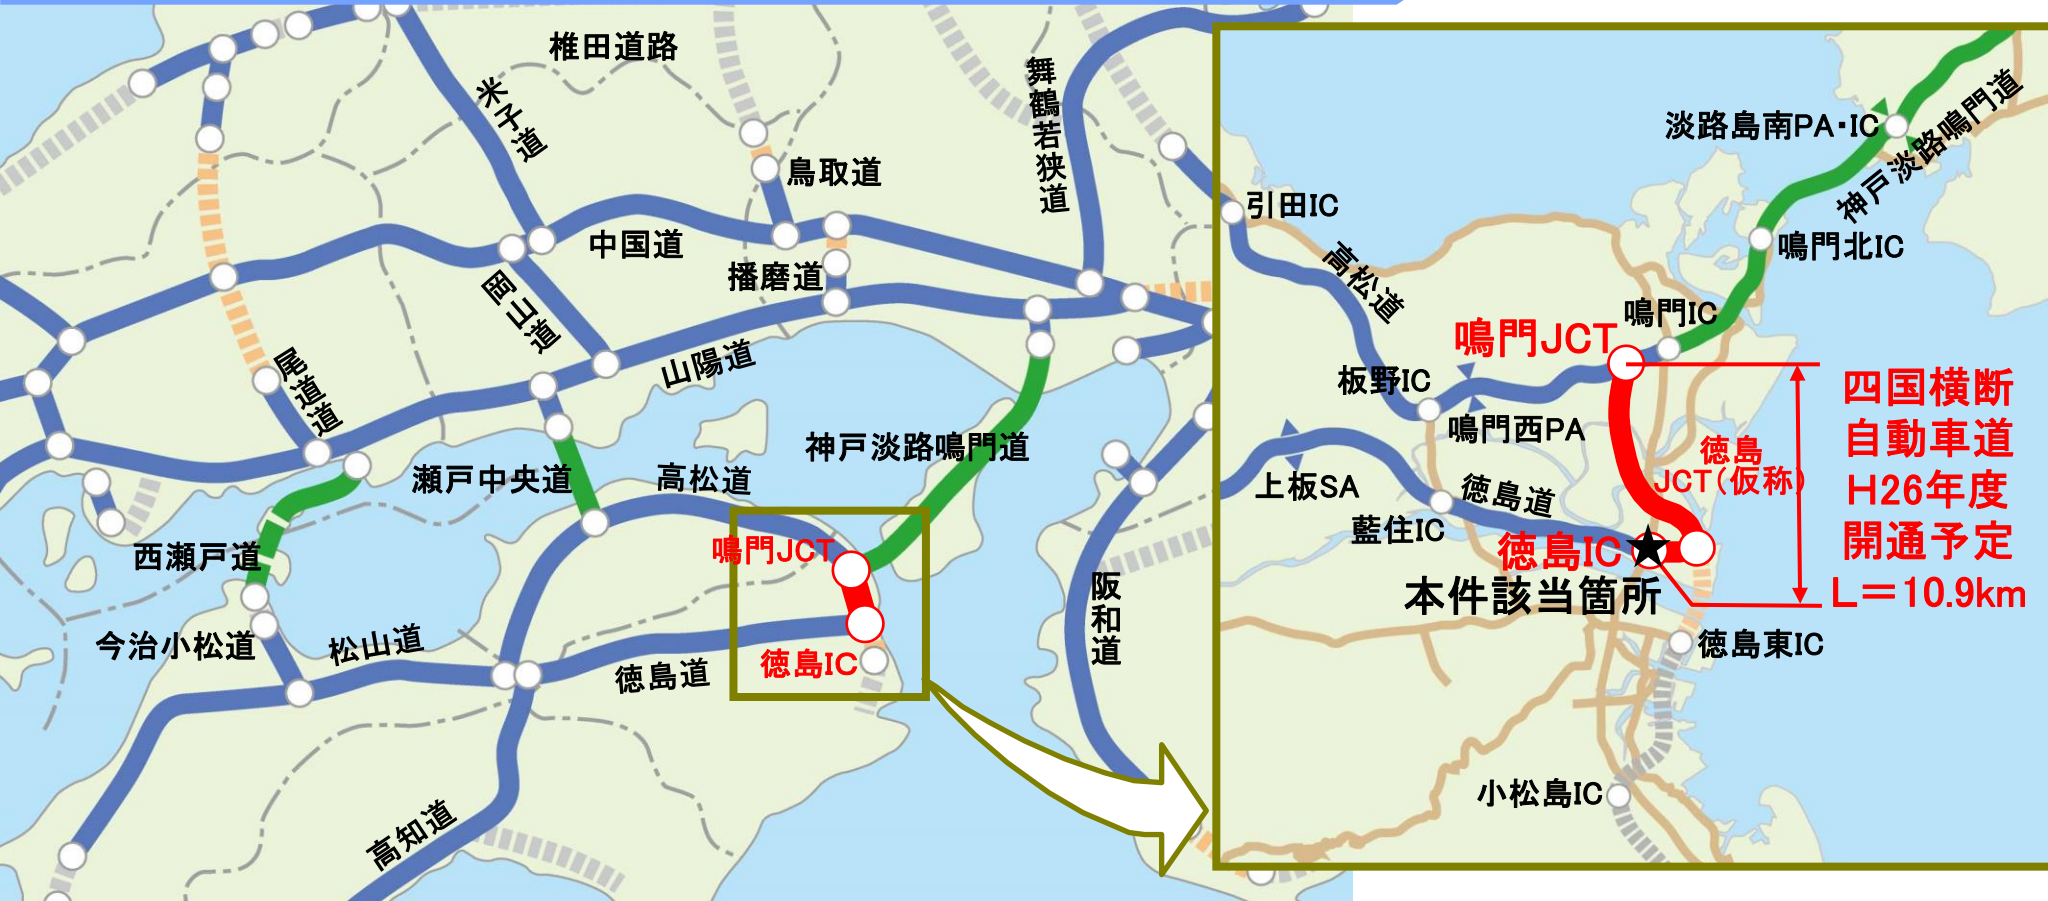 椎田道路
米子道
舞鶴若狭道
鳥取道
中国道
播磨道
岡山道
尾道道
山陽道
瀬戸中央道
高松道
神戸淡路鳴門道
西瀬戸道
鳴門JCT
今治小松道
松山道
徳島道
徳島IC
阪和道
高知道
淡路島南PA・IC
神戸淡路鳴門道
引田IC
鳴門北IC
高松道
鳴門IC
鳴門JCT
板野IC
鳴門西PA
四国横断
自動車道
H26年度
開通予定
L=10.9km
徳島
JCT(仮称)
上板SA
徳島道
藍住IC
徳島IC
本件該当箇所
徳島東IC
小松島IC